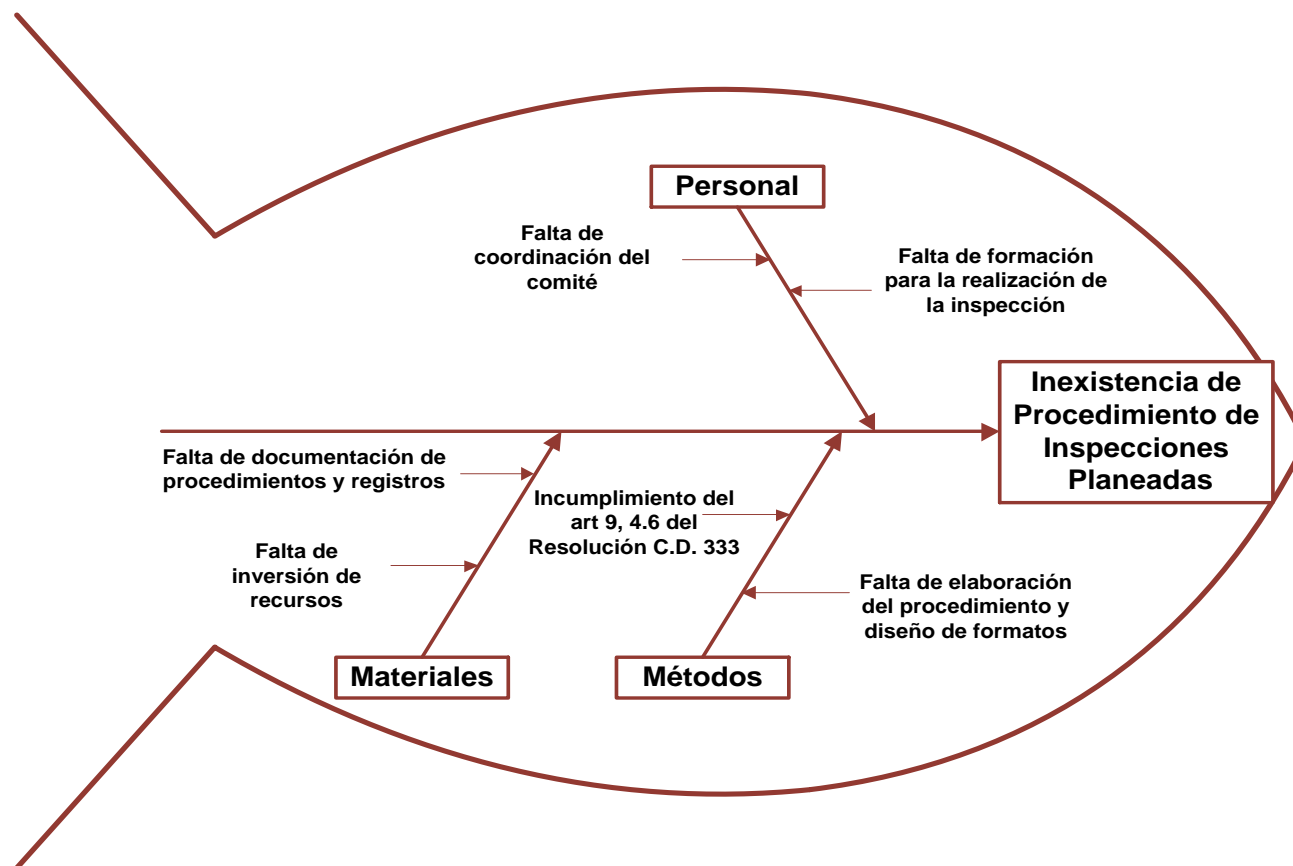 Personal
Falta de
coordinación del
comité
Falta de formación
para la realización de
la inspección
Inexistencia de
Procedimiento de
Inspecciones
Planeadas
Falta de documentación de
procedimientos y registros
Incumplimiento del
art 9, 4.6 del
Resolución C.D. 333
Falta de
inversión de
recursos
Falta de elaboración
del procedimiento y
diseño de formatos
Materiales
Métodos